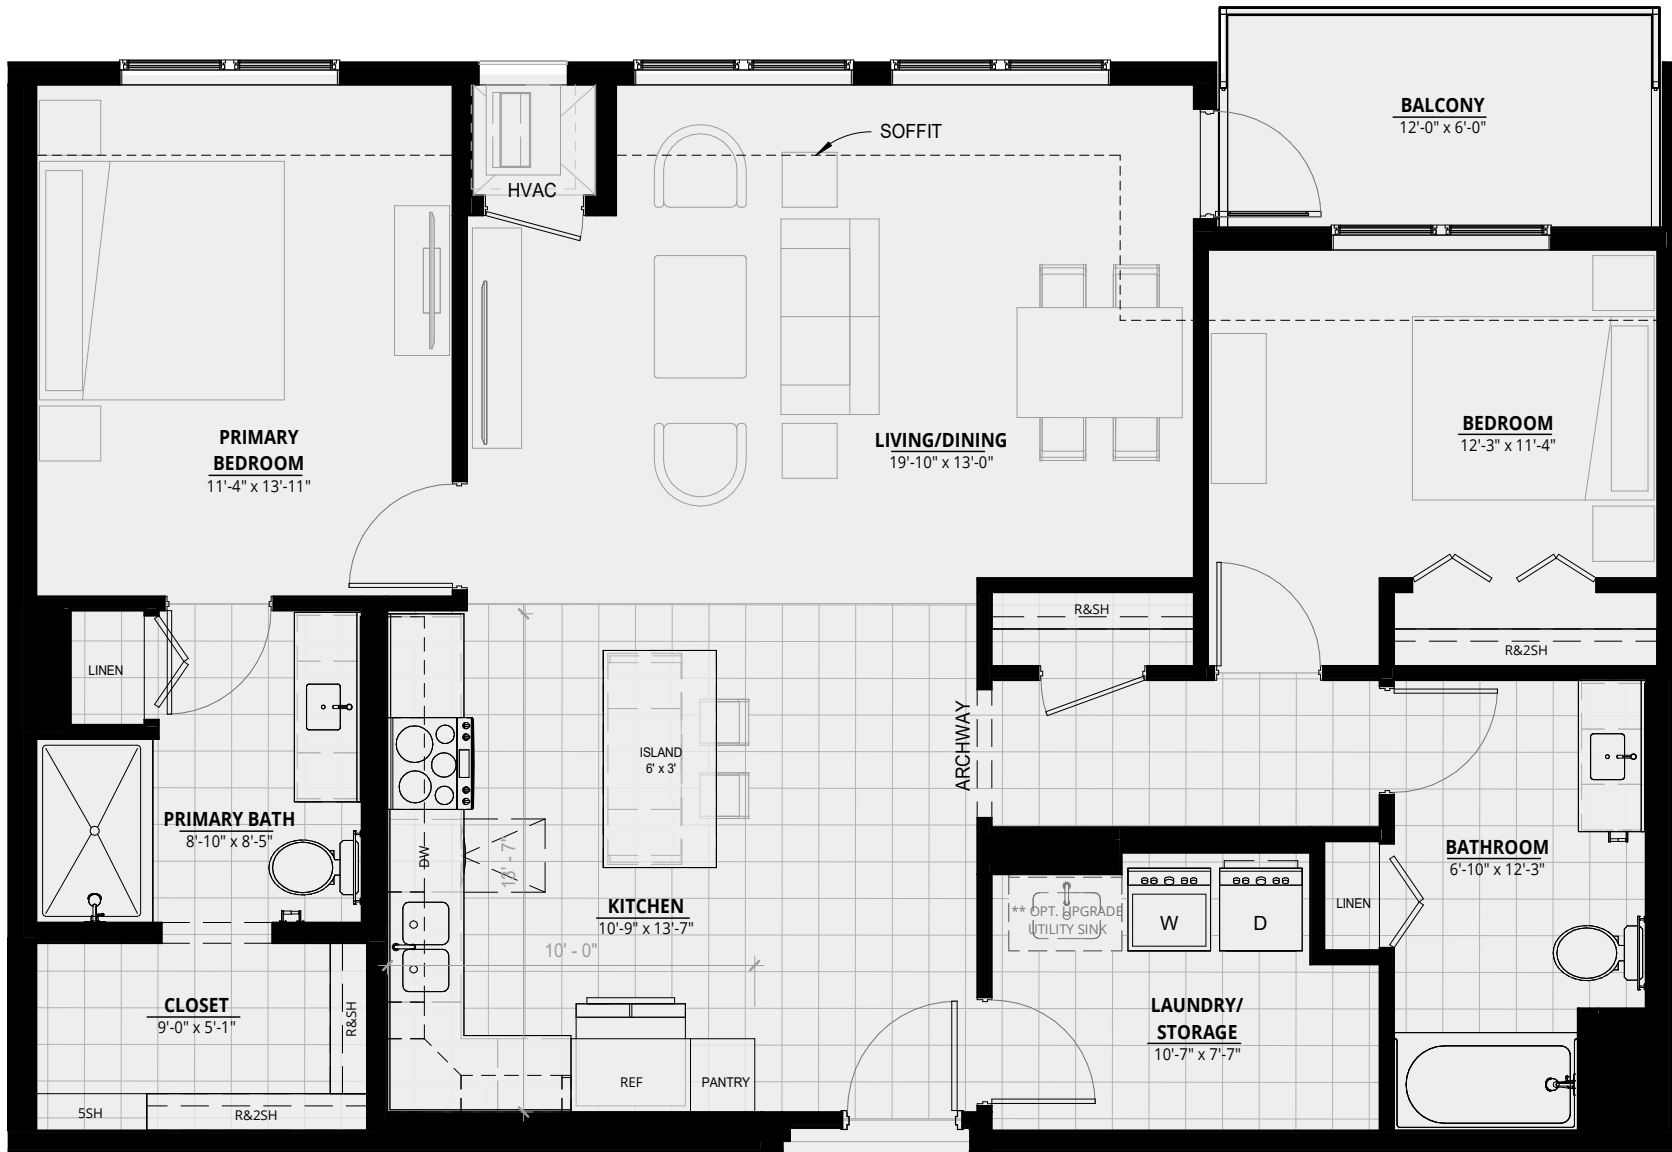 BALCONY
12'-0" x 6'-0"
SOFFIT
HVAC
PRIMARY
BEDROOM
11'-4" x 13'-11"
LIVING/DINING
19'-10" x 13'-0"
BEDROOM
12'-3" x 11'-4"
LINEN
R&SH
R&2SH
ISLAND
6' x 3'
ARCHWAY
PRIMARY BATH
8'-10" x 8'-5"
DW
13' - 7"
KITCHEN
10'-9" x 13'-7"
10' - 0"
** OPT. UPGRADE
UTILITY SINK
W
D
LINEN
BATHROOM
6'-10" x 12'-3"
CLOSET
9'-0" x 5'-1"
R&SH
5SH
R&2SH
REF
PANTRY
LAUNDRY/
STORAGE
10'-7" x 7'-7"